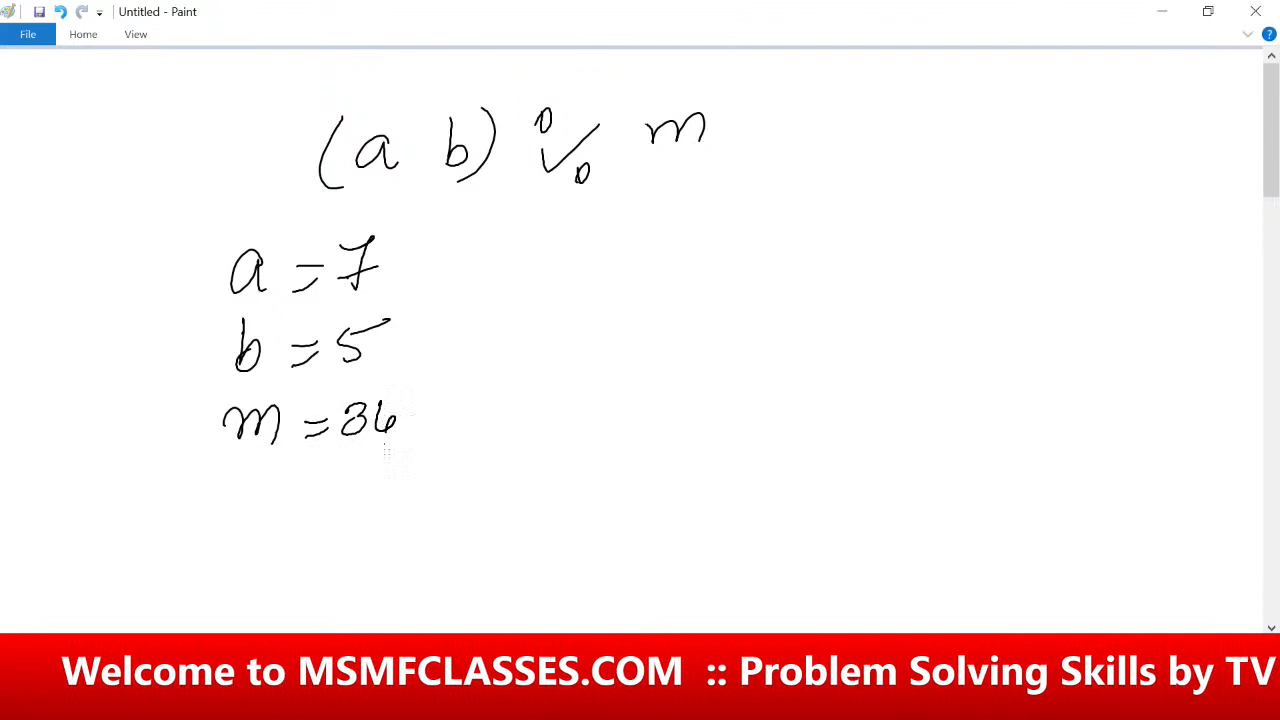 Untitled - Paint
File Home View
(a b) % m
a = 7
b = 5
m = 36
Welcome to MSMFCLASSES.COM :: Problem Solving Skills by TV